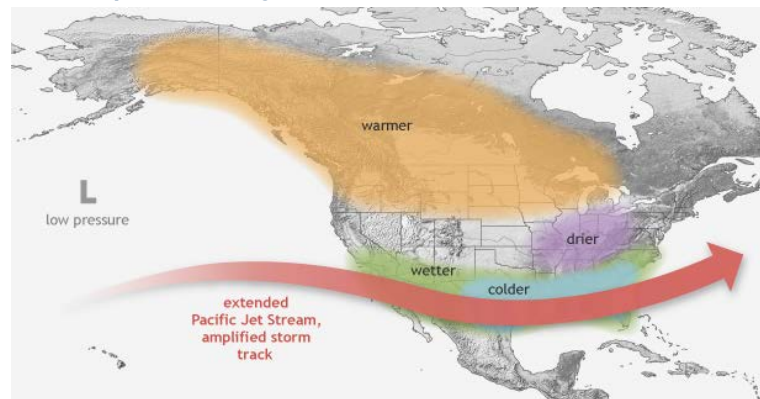 warmer
L
low pressure
drier
wetter
colder
extended
Pacific Jet Stream,
amplified storm
track